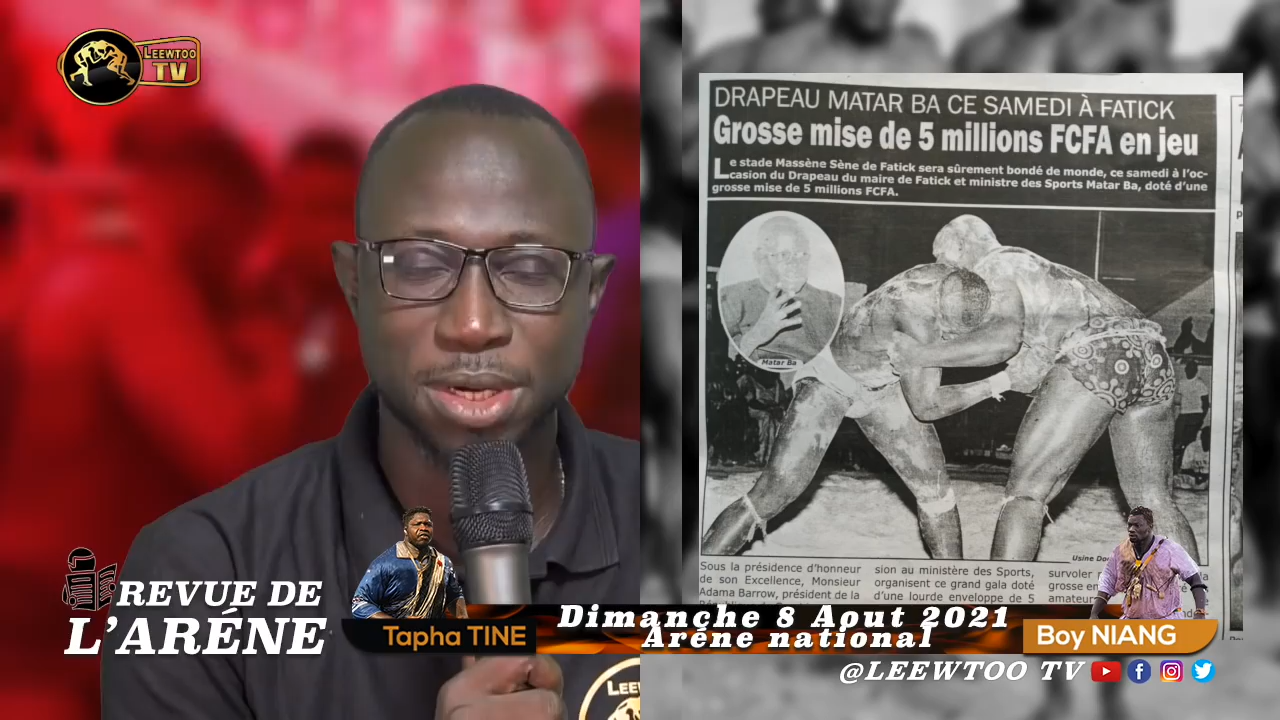 LEEWTOO
TV
DRAPEAU MATAR BA CE SAMEDI À FATICK
Grosse mise de 5 millions FCFA en jeu
Le stade Massène Sène de Fatick sera sûrement bondé de monde, ce samedi à l'oc-
casion du Drapeau du maire de Fatick et ministre des Sports Matar Ba, doté d'une
grosse mise de 5 millions FCFA.
Matar Ba
Usine
Sous la présidence d'honneur
de son Excellence, Monsieur
Adama Barrow, président de la
sion au ministère des Sports,
organisent ce grand gala doté
d'une lourde enveloppe de 5
survoler
grosse
amateu
REVUE DE
L'ARÉNE
Tapha TINE
Dimanche 8 Aout 2021
Aréne national
Boy NIANG
@LEEWTOO TV
LEEW